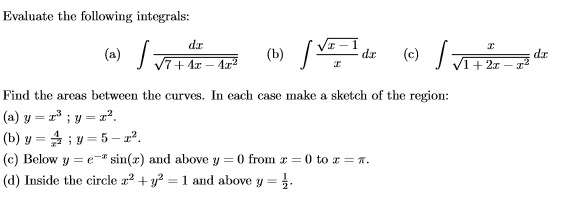 Evaluate the following integrals:
(a) ∫ dx / √(7 + 4x − 4x²) (b) ∫ √(x − 1) / x dx (c) ∫ x / √(1 + 2x − x²) dx
Find the areas between the curves. In each case make a sketch of the region:
(a) y = x³ ; y = x².
(b) y = 4/x² ; y = 5 − x².
(c) Below y = e⁻ˣ sin(x) and above y = 0 from x = 0 to x = π.
(d) Inside the circle x² + y² = 1 and above y = 1/2.